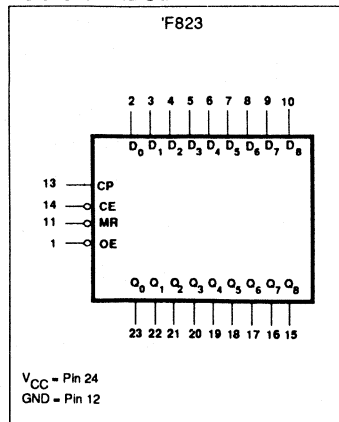 'F823
2 3 4 5 6 7 8 9 10
D0 D1 D2 D3 D4 D5 D6 D7 D8
13 CP
14 CE
11 MR
1 OE
Q0 Q1 Q2 Q3 Q4 Q5 Q6 Q7 Q8
23 22 21 20 19 18 17 16 15
VCC = Pin 24
GND = Pin 12